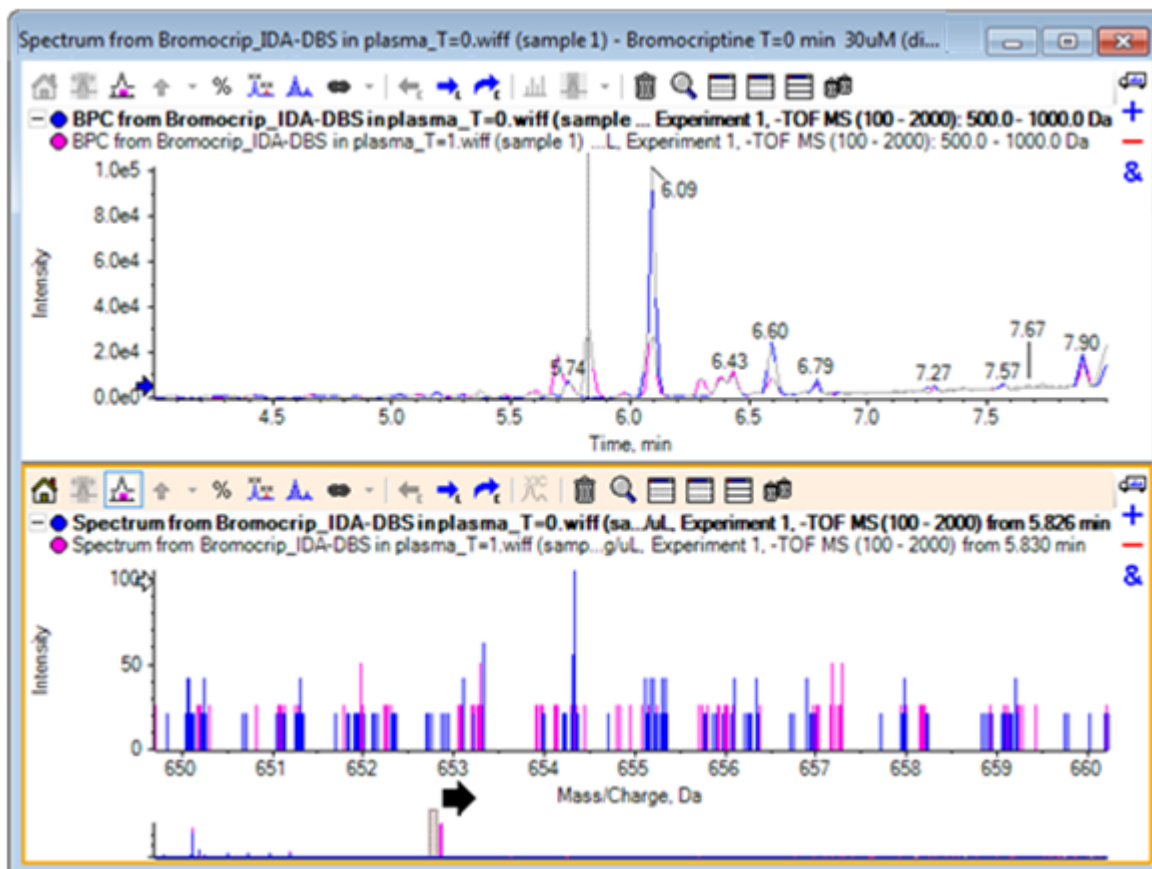 Spectrum from Bromocrip_IDA-DBS in plasma_T=0.wiff (sample 1) - Bromocriptine T=0 min 30uM (di...
%
BPC from Bromocrip_IDA-DBS in plasma_T=0.wiff (sample ... Experiment 1, -TOF MS (100 - 2000): 500.0 - 1000.0 Da
BPC from Bromocrip_IDA-DBS in plasma_T=1.wiff (sample 1) ...L, Experiment 1, -TOF MS (100 - 2000): 500.0 - 1000.0 Da
&
Intensity
1.0e5
8.0e4
6.0e4
4.0e4
2.0e4
0.0e0
5.74
6.09
6.43
6.60
6.79
7.27
7.57
7.67
7.90
4.5 5.0 5.5 6.0 6.5 7.0 7.5
Time, min
%
Spectrum from Bromocrip_IDA-DBS in plasma_T=0.wiff (sa.../uL, Experiment 1, -TOF MS (100 - 2000) from 5.826 min
Spectrum from Bromocrip_IDA-DBS in plasma_T=1.wiff (samp...g/uL, Experiment 1, -TOF MS (100 - 2000) from 5.830 min
&
Intensity
100
50
0
650 651 652 653 654 655 656 657 658 659 660
Mass/Charge, Da